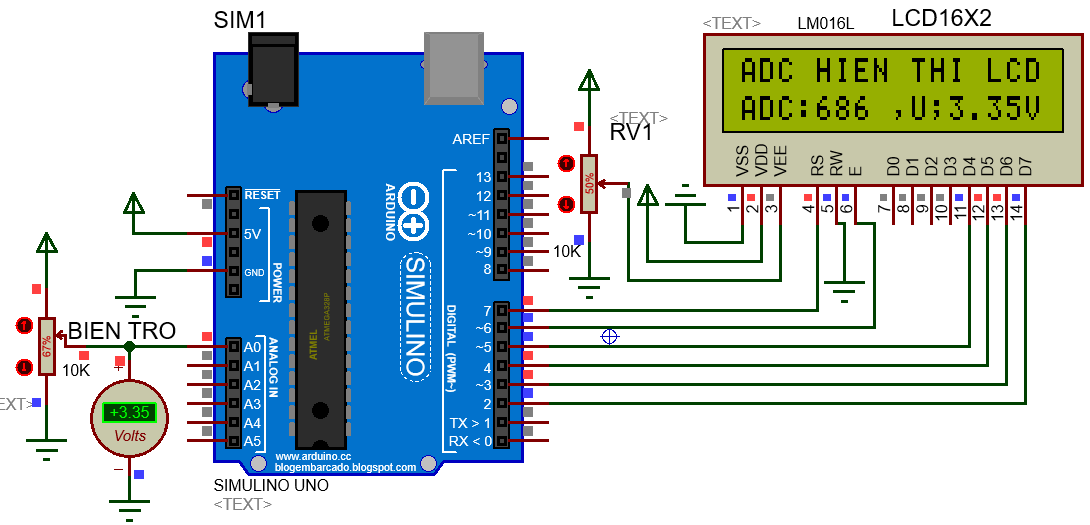 SIM1
<TEXT>
LM016L
LCD16X2
ADC HIEN THI LCD
ADC:686 ,U;3.35V
VSS
VDD
VEE
RS
RW
E
D0
D1
D2
D3
D4
D5
D6
D7
1
2
3
4
5
6
7
8
9
10
11
12
13
14
<TEXT>
RV1
50%
10K
AREF
13
12
~11
~10
~9
8
7
~6
~5
4
~3
2
TX > 1
RX < 0
DIGITAL (PWM~)
ARDUINO
SIMULINO
RESET
5V
GND
POWER
A0
A1
A2
A3
A4
A5
ANALOG IN
ATMEL
ATMEGA328P
www.arduino.cc
blogembarcado.blogspot.com
SIMULINO UNO
<TEXT>
BIEN TRO
67%
10K
EXT>
+
+3.35
Volts
−